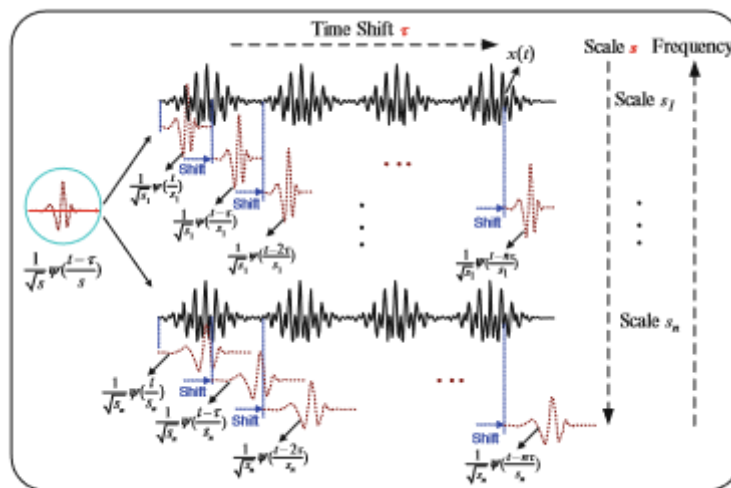 Time Shift τ
x(t)
Scale s Frequency
Scale s₁
Shift
Shift
Shift
1/√s₁ ψ(t/s₁)
1/√s₁ ψ((t−τ)/s₁)
1/√s₁ ψ((t−2τ)/s₁)
1/√s₁ ψ((t−nτ)/s₁)
1/√s ψ((t−τ)/s)
Scale sₙ
Shift
Shift
Shift
1/√sₙ ψ(t/sₙ)
1/√sₙ ψ((t−τ)/sₙ)
1/√sₙ ψ((t−2τ)/sₙ)
1/√sₙ ψ((t−nτ)/sₙ)